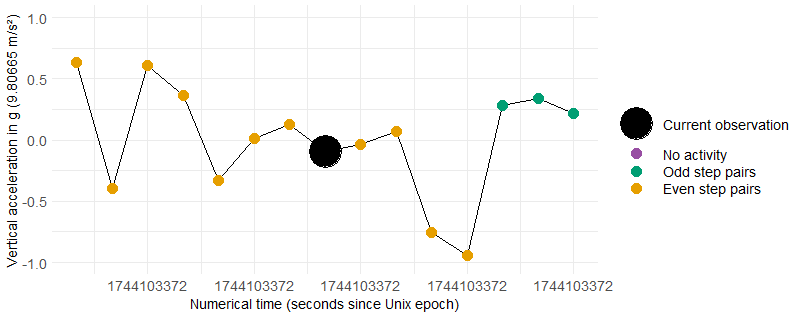 Vertical acceleration in g (9.80665 m/s²)
1.0
0.5
0.0
-0.5
-1.0
1744103372 1744103372 1744103372 1744103372 1744103372
Numerical time (seconds since Unix epoch)
Current observation
No activity
Odd step pairs
Even step pairs